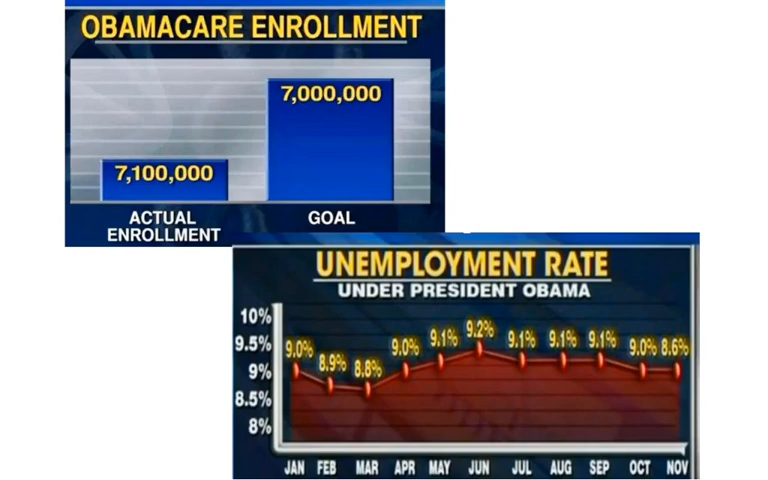 OBAMACARE ENROLLMENT
7,000,000
7,100,000
ACTUAL ENROLLMENT
GOAL
UNEMPLOYMENT RATE
UNDER PRESIDENT OBAMA
10%
9.5%
9%
8.5%
8%
9.0% 8.9% 8.8% 9.0% 9.1% 9.2% 9.1% 9.1% 9.1% 9.0% 8.6%
JAN FEB MAR APR MAY JUN JUL AUG SEP OCT NOV